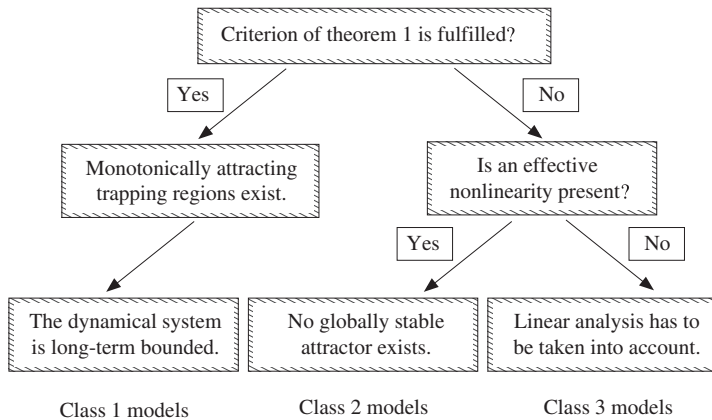 Criterion of theorem 1 is fulfilled?
Yes
No
Monotonically attracting
trapping regions exist.
Is an effective
nonlinearity present?
Yes
No
The dynamical system
is long-term bounded.
No globally stable
attractor exists.
Linear analysis has to
be taken into account.
Class 1 models
Class 2 models
Class 3 models